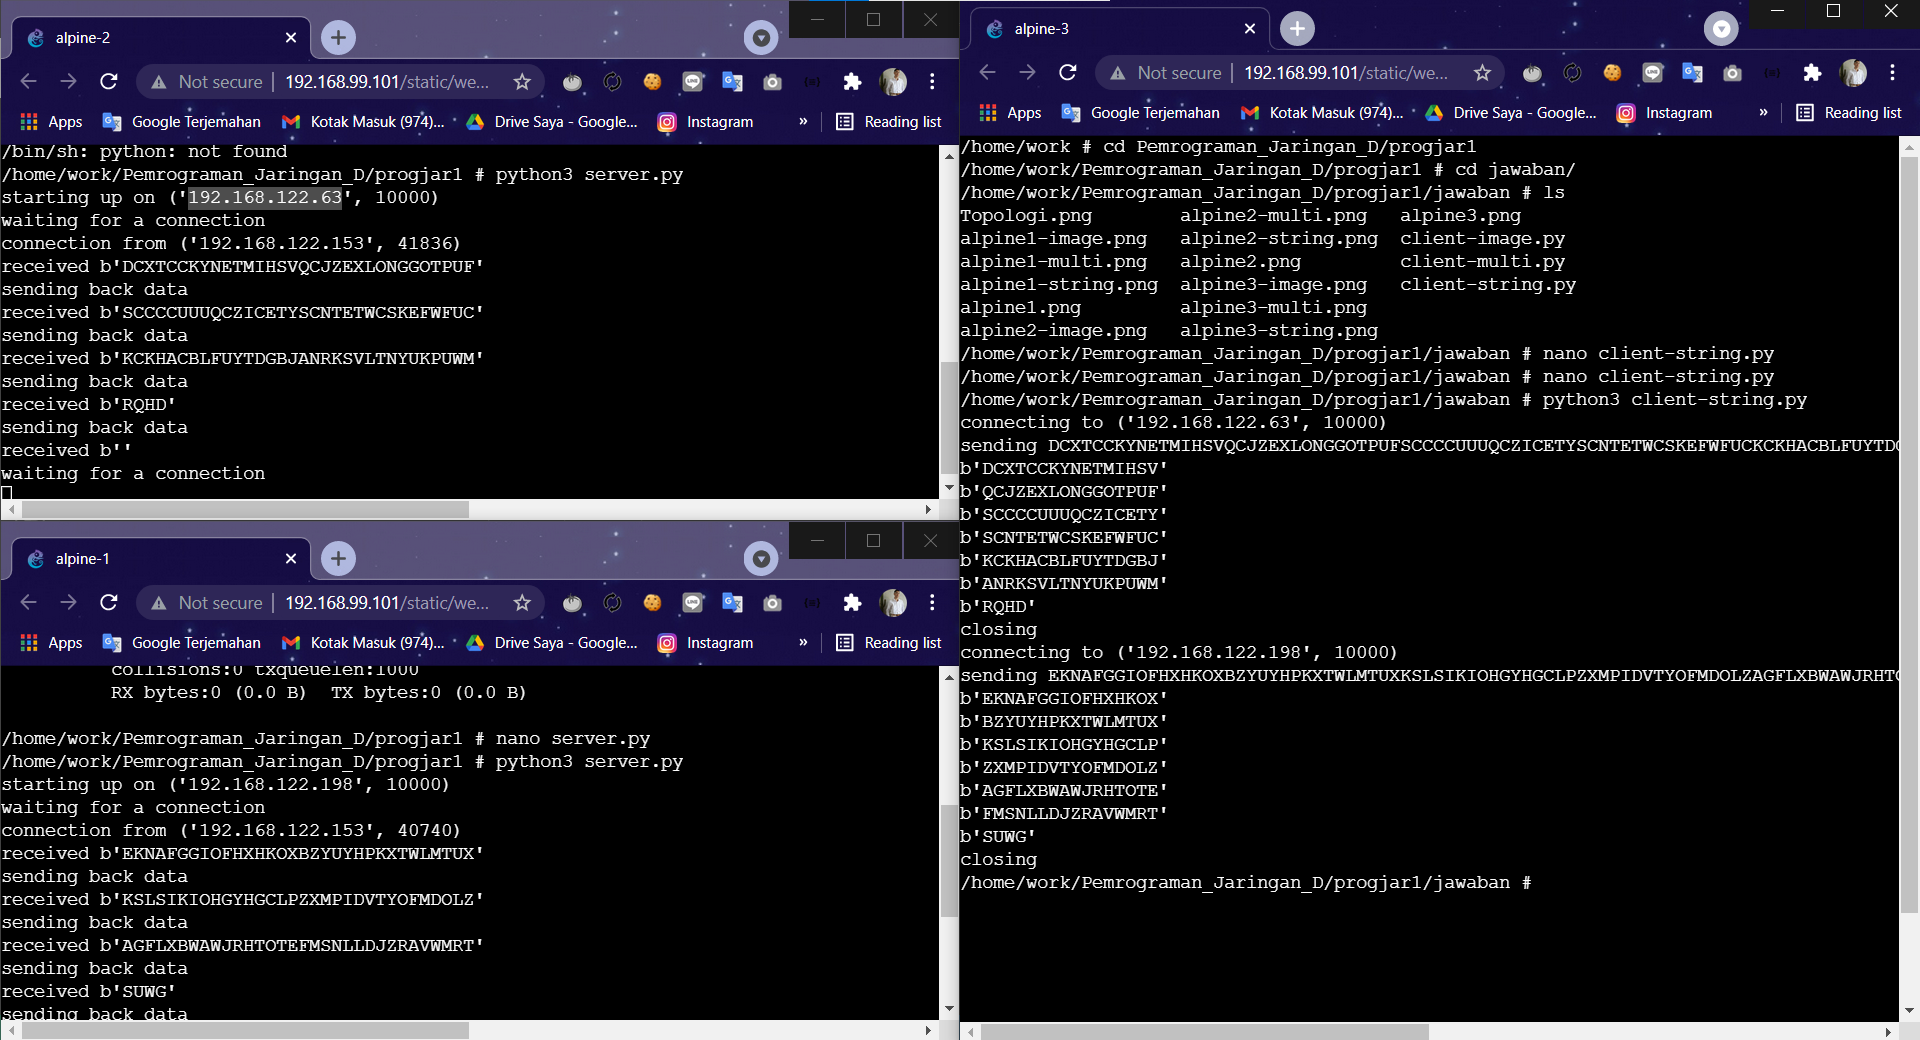 alpine-2
Not secure | 192.168.99.101/static/we...
Apps Google Terjemahan Kotak Masuk (974)... Drive Saya - Google... Instagram » Reading list
/bin/sh: python: not found
/home/work/Pemrograman_Jaringan_D/progjar1 # python3 server.py
starting up on ('192.168.122.63', 10000)
waiting for a connection
connection from ('192.168.122.153', 41836)
received b'DCXTCCKYNETMIHSVQCJZEXLONGGOTPUF'
sending back data
received b'SCCCCUUUQCZICETYSCNTETWCSKEFWFUC'
sending back data
received b'KCKHACBLFUYTDGBJANRKSVLTNYUKPUWM'
sending back data
received b'RQHD'
sending back data
received b''
waiting for a connection
alpine-1
Not secure | 192.168.99.101/static/we...
Apps Google Terjemahan Kotak Masuk (974)... Drive Saya - Google... Instagram » Reading list
collisions:0 txqueuelen:1000
RX bytes:0 (0.0 B)  TX bytes:0 (0.0 B)
/home/work/Pemrograman_Jaringan_D/progjar1 # nano server.py
/home/work/Pemrograman_Jaringan_D/progjar1 # python3 server.py
starting up on ('192.168.122.198', 10000)
waiting for a connection
connection from ('192.168.122.153', 40740)
received b'EKNAFGGIOFHXHKOXBZYUYHPKXTWLMTUX'
sending back data
received b'KSLSIKIOHGYHGCLPZXMPIDVTYOFMDOLZ'
sending back data
received b'AGFLXBWAWJRHTOTEFMSNLLDJZRAVWMRT'
sending back data
received b'SUWG'
sending back data
alpine-3
Not secure | 192.168.99.101/static/we...
Apps Google Terjemahan Kotak Masuk (974)... Drive Saya - Google... Instagram » Reading list
/home/work # cd Pemrograman_Jaringan_D/progjar1
/home/work/Pemrograman_Jaringan_D/progjar1 # cd jawaban/
/home/work/Pemrograman_Jaringan_D/progjar1/jawaban # ls
Topologi.png alpine2-multi.png alpine3.png
alpine1-image.png alpine2-string.png client-image.py
alpine1-multi.png alpine2.png client-multi.py
alpine1-string.png alpine3-image.png client-string.py
alpine1.png alpine3-multi.png
alpine2-image.png alpine3-string.png
/home/work/Pemrograman_Jaringan_D/progjar1/jawaban # nano client-string.py
/home/work/Pemrograman_Jaringan_D/progjar1/jawaban # nano client-string.py
/home/work/Pemrograman_Jaringan_D/progjar1/jawaban # python3 client-string.py
connecting to ('192.168.122.63', 10000)
sending DCXTCCKYNETMIHSVQCJZEXLONGGOTPUFSCCCCUUUQCZICETYSCNTETWCSKEFWFUCKCKHACBLFUYTDG
b'DCXTCCKYNETMIHSV'
b'QCJZEXLONGGOTPUF'
b'SCCCCUUUQCZICETY'
b'SCNTETWCSKEFWFUC'
b'KCKHACBLFUYTDGBJ'
b'ANRKSVLTNYUKPUWM'
b'RQHD'
closing
connecting to ('192.168.122.198', 10000)
sending EKNAFGGIOFHXHKOXBZYUYHPKXTWLMTUXKSLSIKIOHGYHGCLPZXMPIDVTYOFMDOLZAGFLXBWAWJRHTO
b'EKNAFGGIOFHXHKOX'
b'BZYUYHPKXTWLMTUX'
b'KSLSIKIOHGYHGCLP'
b'ZXMPIDVTYOFMDOLZ'
b'AGFLXBWAWJRHTOTE'
b'FMSNLLDJZRAVWMRT'
b'SUWG'
closing
/home/work/Pemrograman_Jaringan_D/progjar1/jawaban #